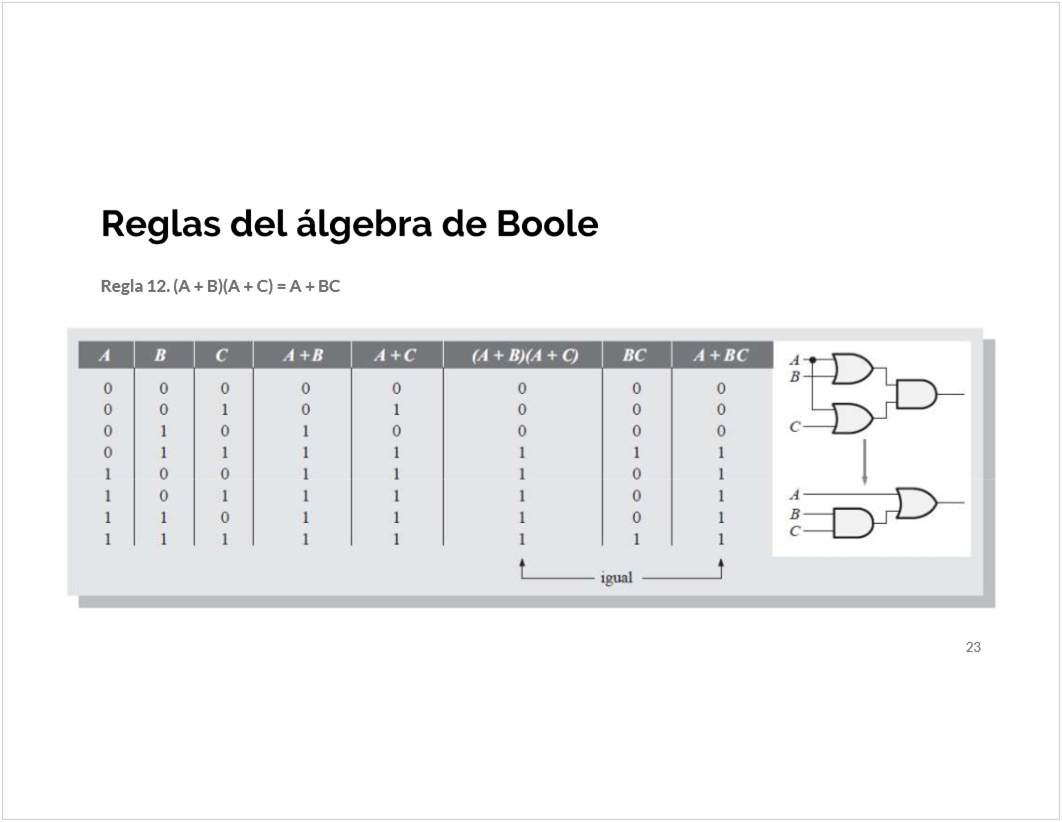 Reglas del álgebra de Boole
Regla 12. (A + B)(A + C) = A + BC
A B C A + B A + C (A + B)(A + C) BC A + BC
0 0 0 0 0 0 0 0
0 0 1 0 1 0 0 0
0 1 0 1 0 0 0 0
0 1 1 1 1 1 1 1
1 0 0 1 1 1 0 1
1 0 1 1 1 1 0 1
1 1 0 1 1 1 0 1
1 1 1 1 1 1 1 1
igual
A
B
C
A
B
C
23